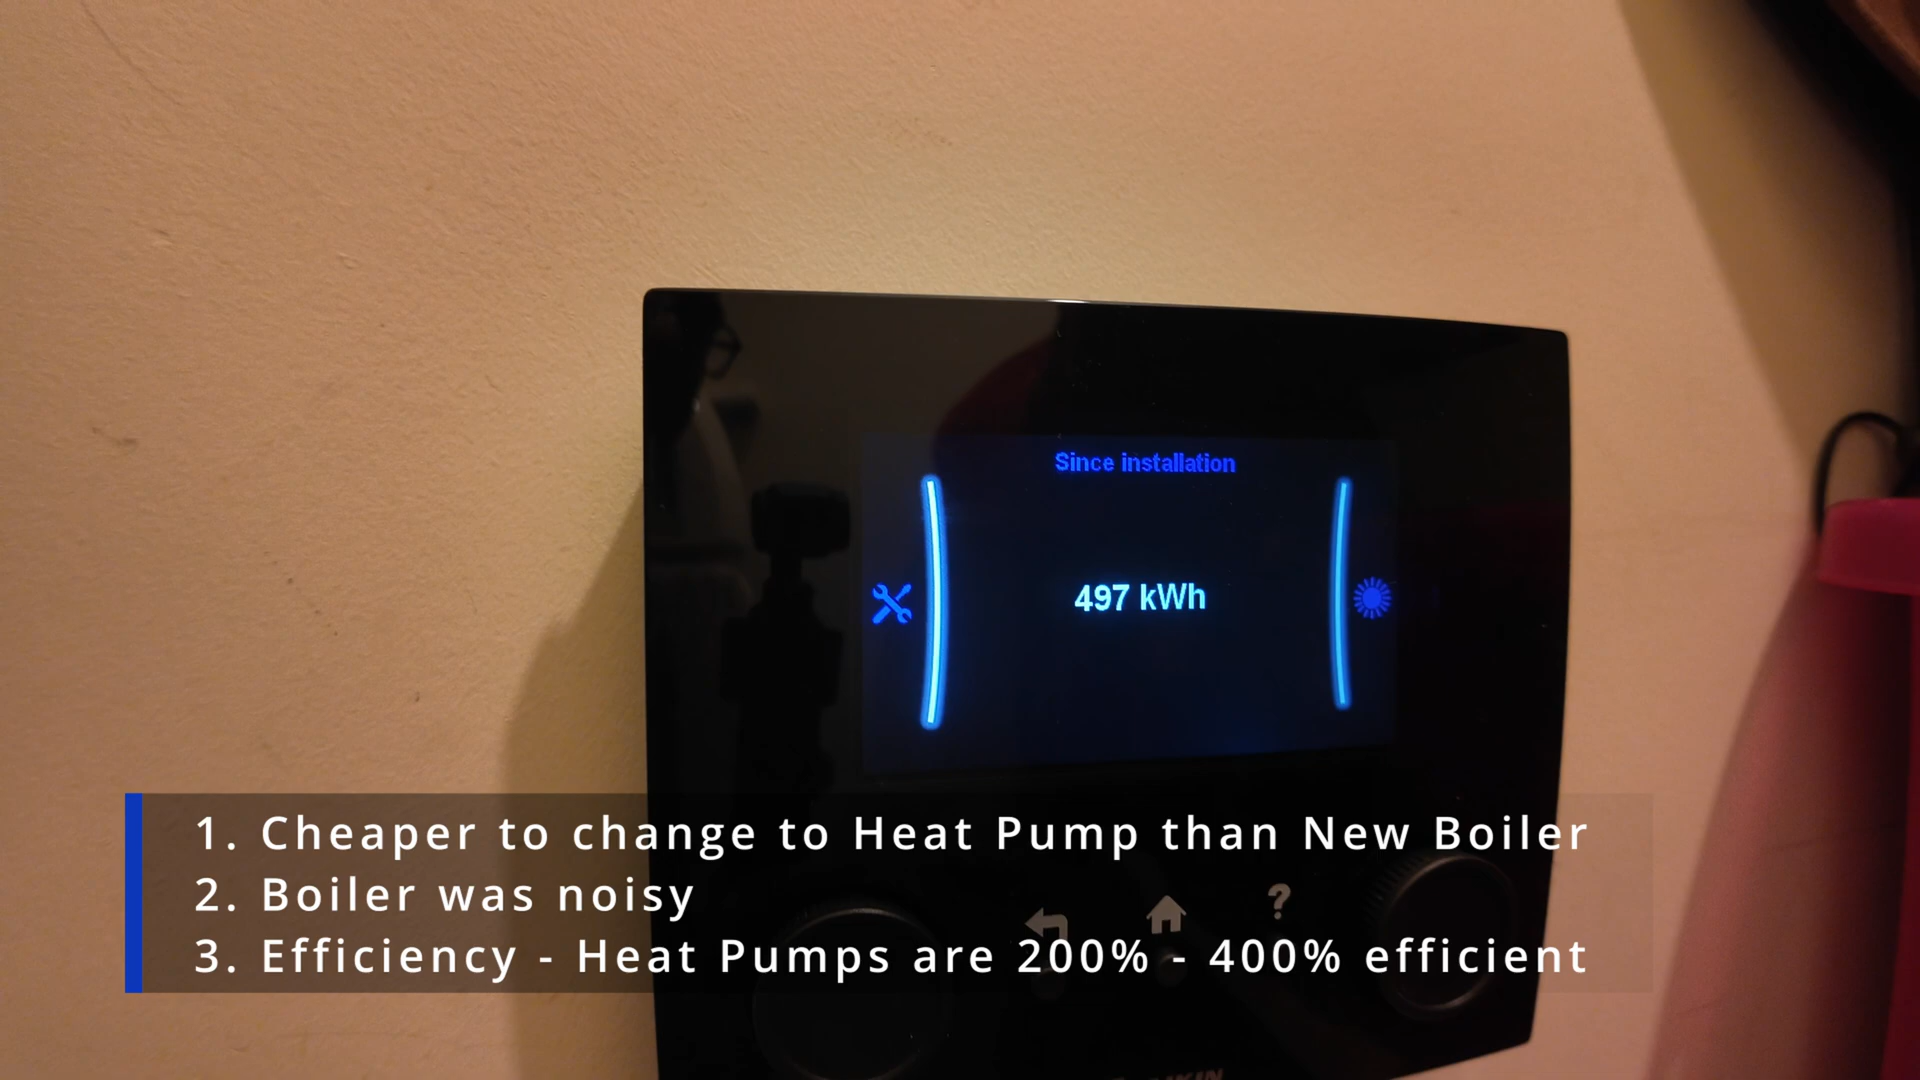 Since installation
497 kWh
1. Cheaper to change to Heat Pump than New Boiler
2. Boiler was noisy
?
3. Efficiency - Heat Pumps are 200% - 400% efficient